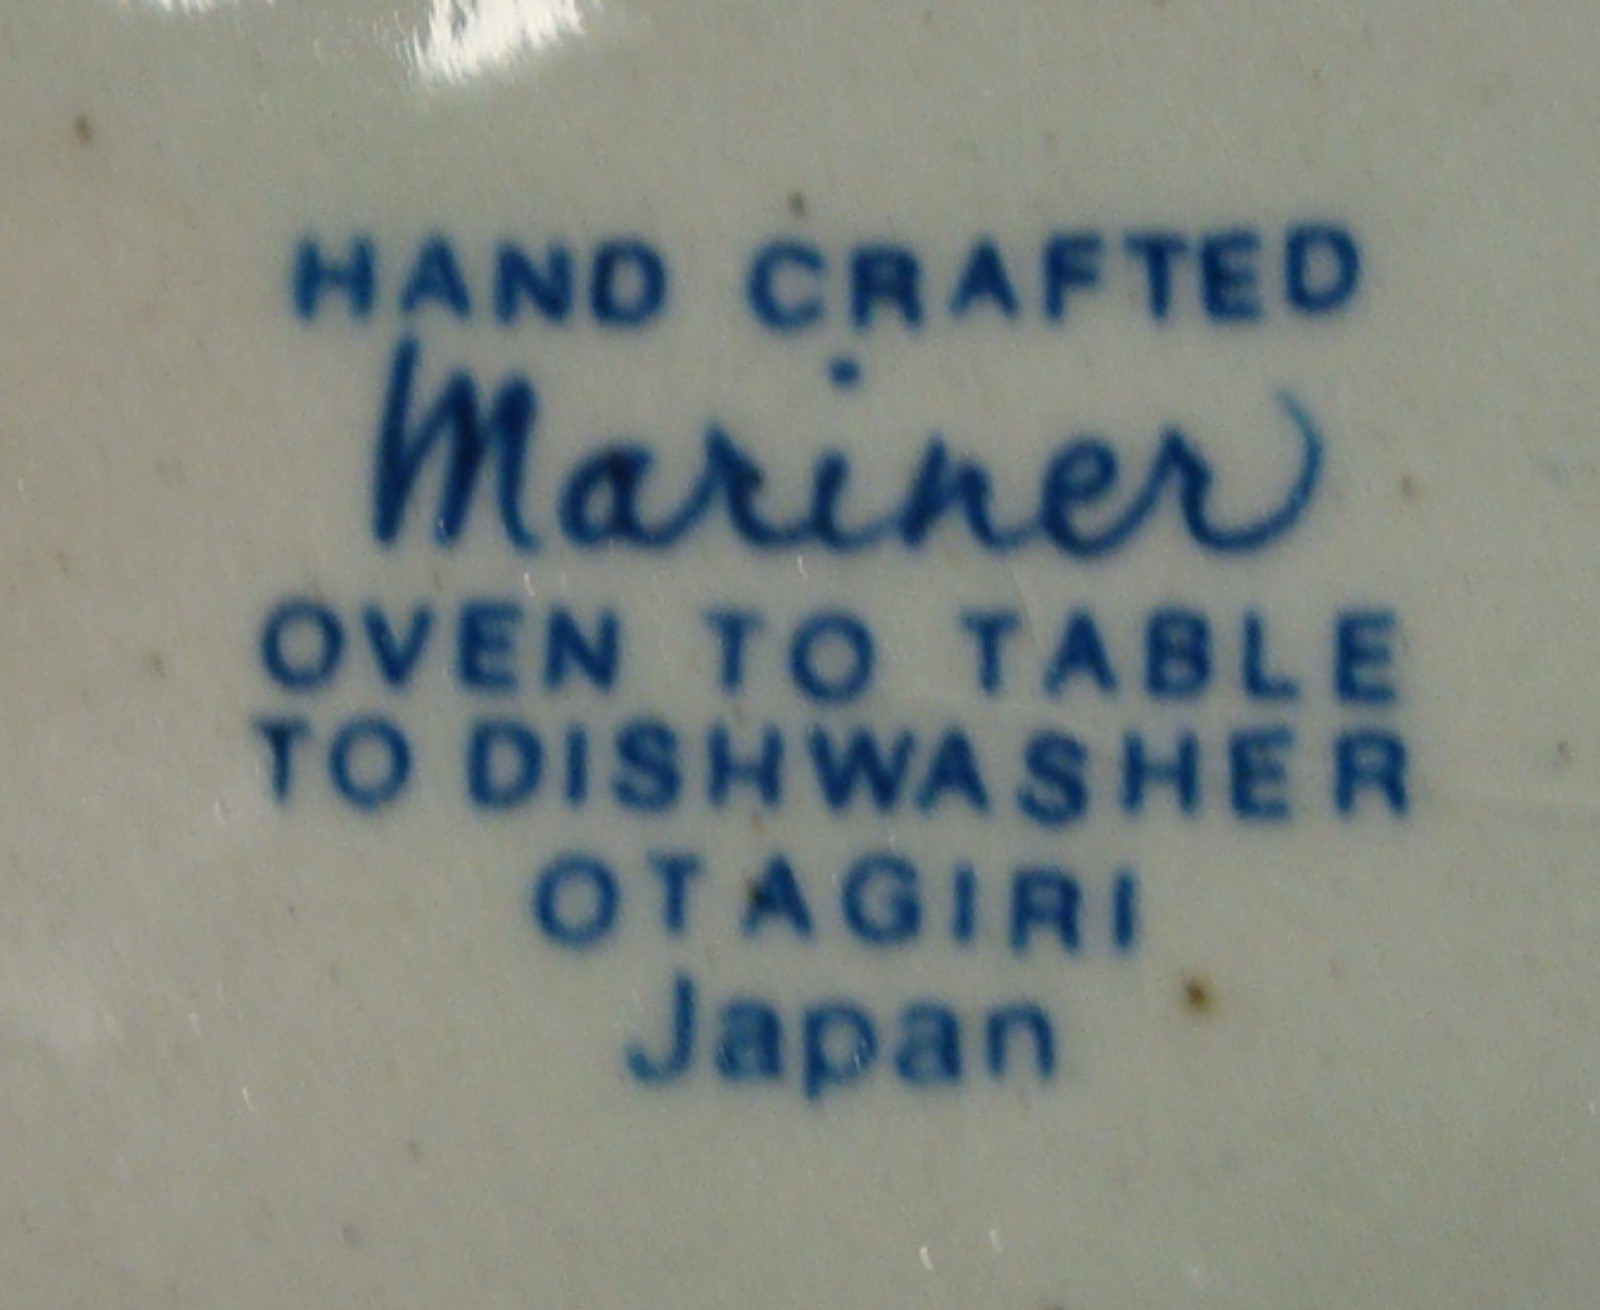 HAND CRAFTED
Mariner
OVEN TO TABLE
TO DISHWASHER
OTAGIRI
Japan